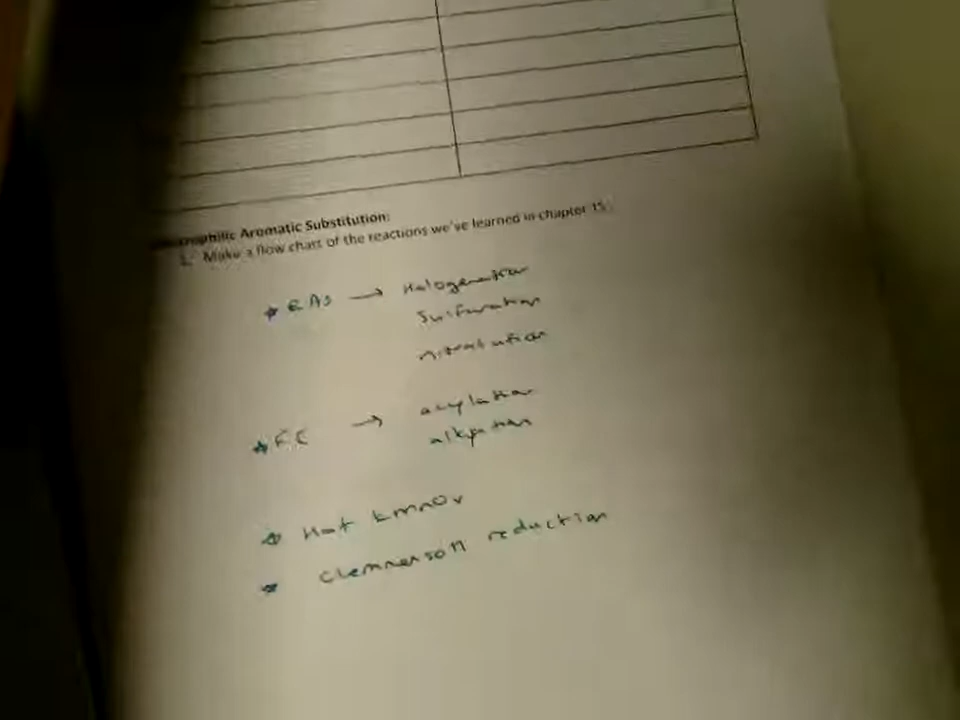 Electrophilic Aromatic Substitution:
1. Make a flow chart of the reactions we've learned in chapter 15:
EAS → Halogenation
Sulfonation
FC → acylation
alkylation
Hot KMnO4
Clemmenson reduction